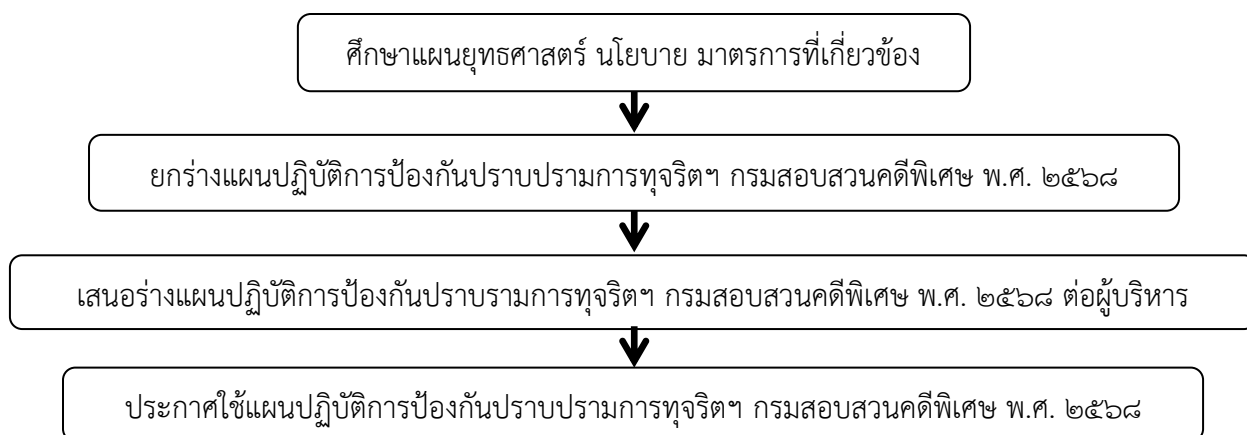 ศึกษาแผนยุทธศาสตร์ นโยบาย มาตรการที่เกี่ยวข้อง
ยกร่างแผนปฏิบัติการป้องกันปราบปรามการทุจริตฯ กรมสอบสวนคดีพิเศษ พ.ศ. ๒๕๖๘
เสนอร่างแผนปฏิบัติการป้องกันปราบรามการทุจริตฯ กรมสอบสวนคดีพิเศษ พ.ศ. ๒๕๖๘ ต่อผู้บริหาร
ประกาศใช้แผนปฏิบัติการป้องกันปราบปรามการทุจริตฯ กรมสอบสวนคดีพิเศษ พ.ศ. ๒๕๖๘